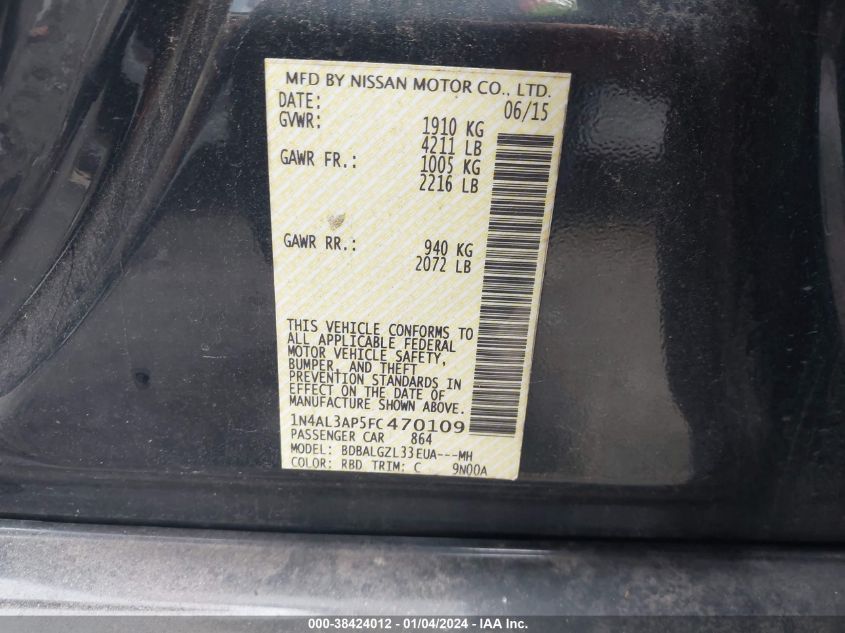 MFD BY NISSAN MOTOR CO., LTD.
DATE: 06/15
GVWR: 1910 KG
4211 LB
GAWR FR.: 1005 KG
2216 LB
GAWR RR.: 940 KG
2072 LB
THIS VEHICLE CONFORMS TO
ALL APPLICABLE FEDERAL
MOTOR VEHICLE SAFETY,
BUMPER, AND THEFT
PREVENTION STANDARDS IN
EFFECT ON THE DATE OF
MANUFACTURE SHOWN ABOVE.
1N4AL3AP5FC470109
PASSENGER CAR 864
MODEL: BDBALGZL33EUA---MH
COLOR: RBD TRIM: C 9N00A
000-38424012 - 01/04/2024 - IAA Inc.